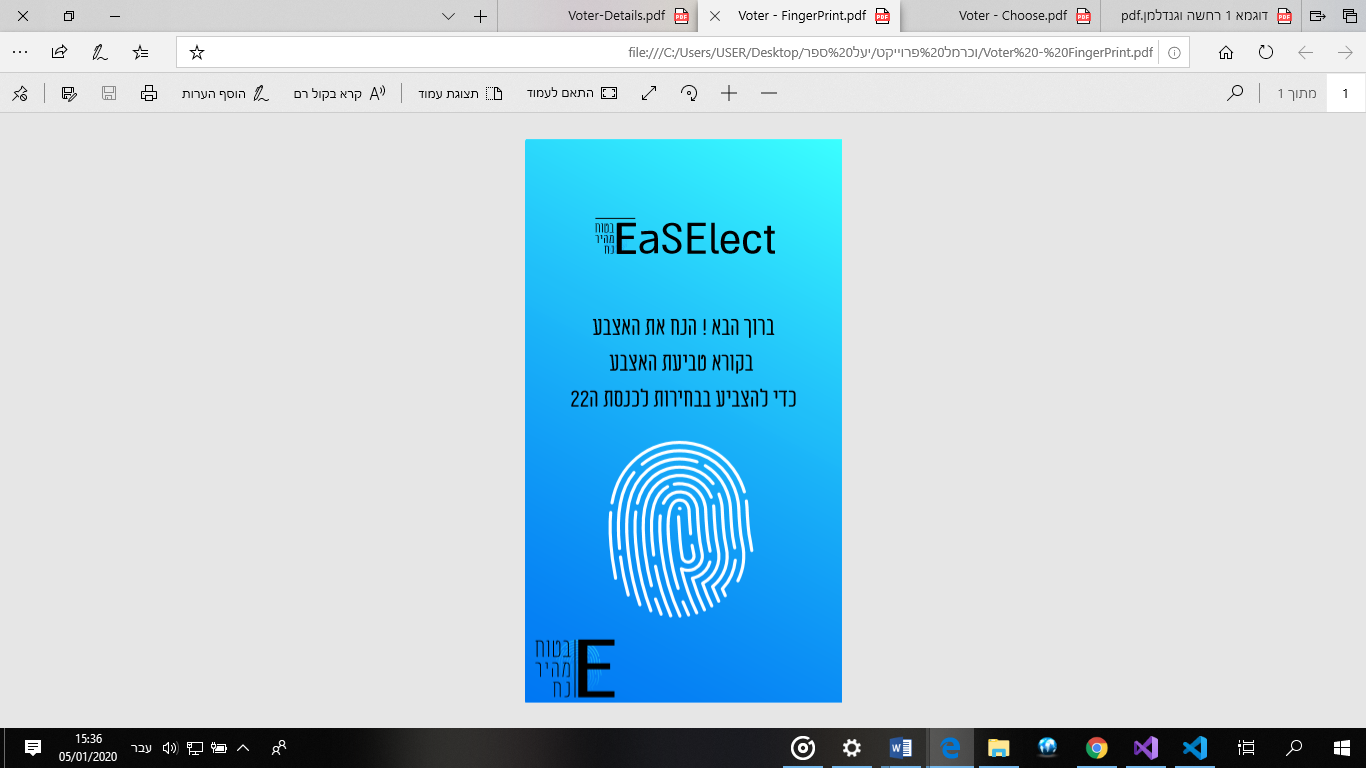 דוגמא 1 רחשה וגנדלמן.pdf
Voter - Choose.pdf
Voter - FingerPrint.pdf
Voter-Details.pdf
file:///C:/Users/USER/Desktop/וכרמל%20פרוייקט/יעל%20ספר/Voter%20-%20FingerPrint.pdf
1
מתוך 1
התאם לעמוד
תצוגת עמוד
קרא בקול רם
הוסף הערות
בטוח
מהיר
נח
EaSElect
ברוך הבא ! הנח את האצבע
בקורא טביעת האצבע
כדי להצביע בבחירות לכנסת ה22
בטוח
מהיר
נח
E
עבר
15:36
05/01/2020